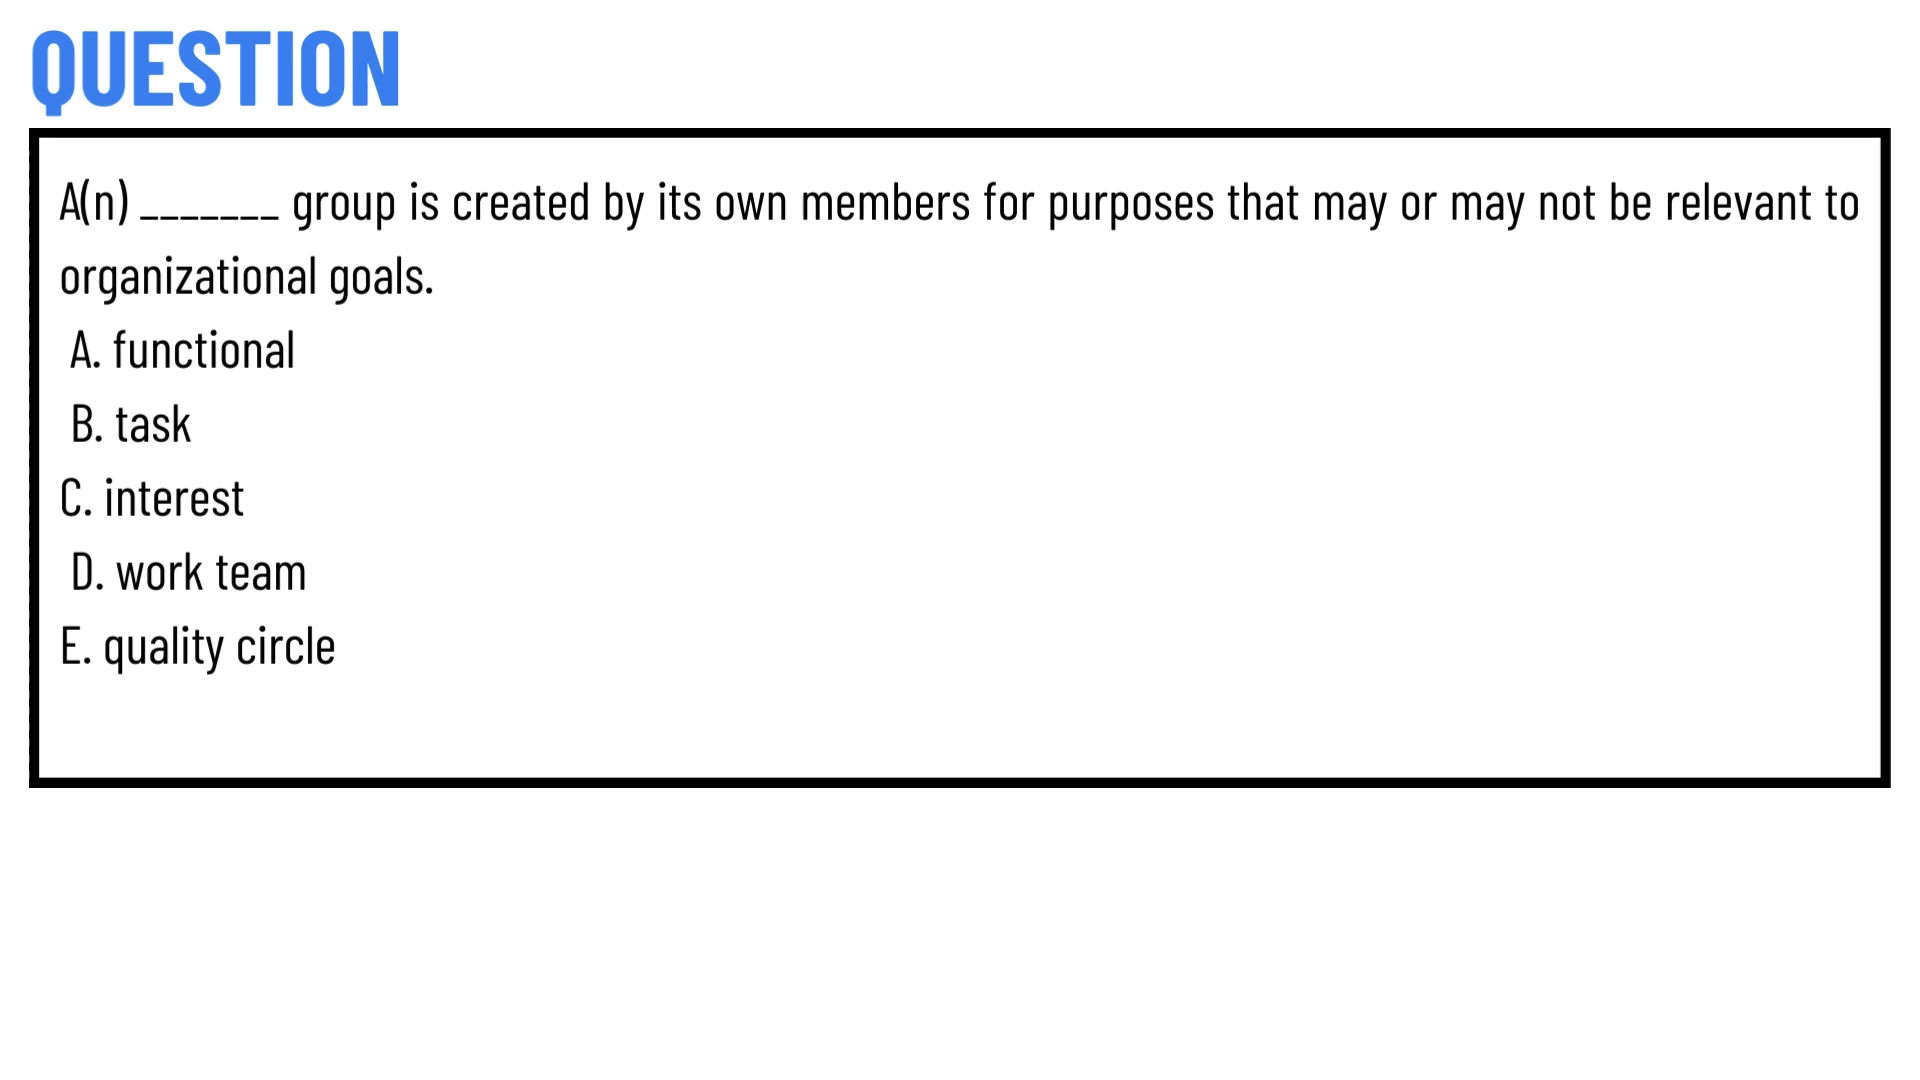 QUESTION
A(n) _______ group is created by its own members for purposes that may or may not be relevant to
organizational goals.
A. functional
B. task
C. interest
D. work team
E. quality circle